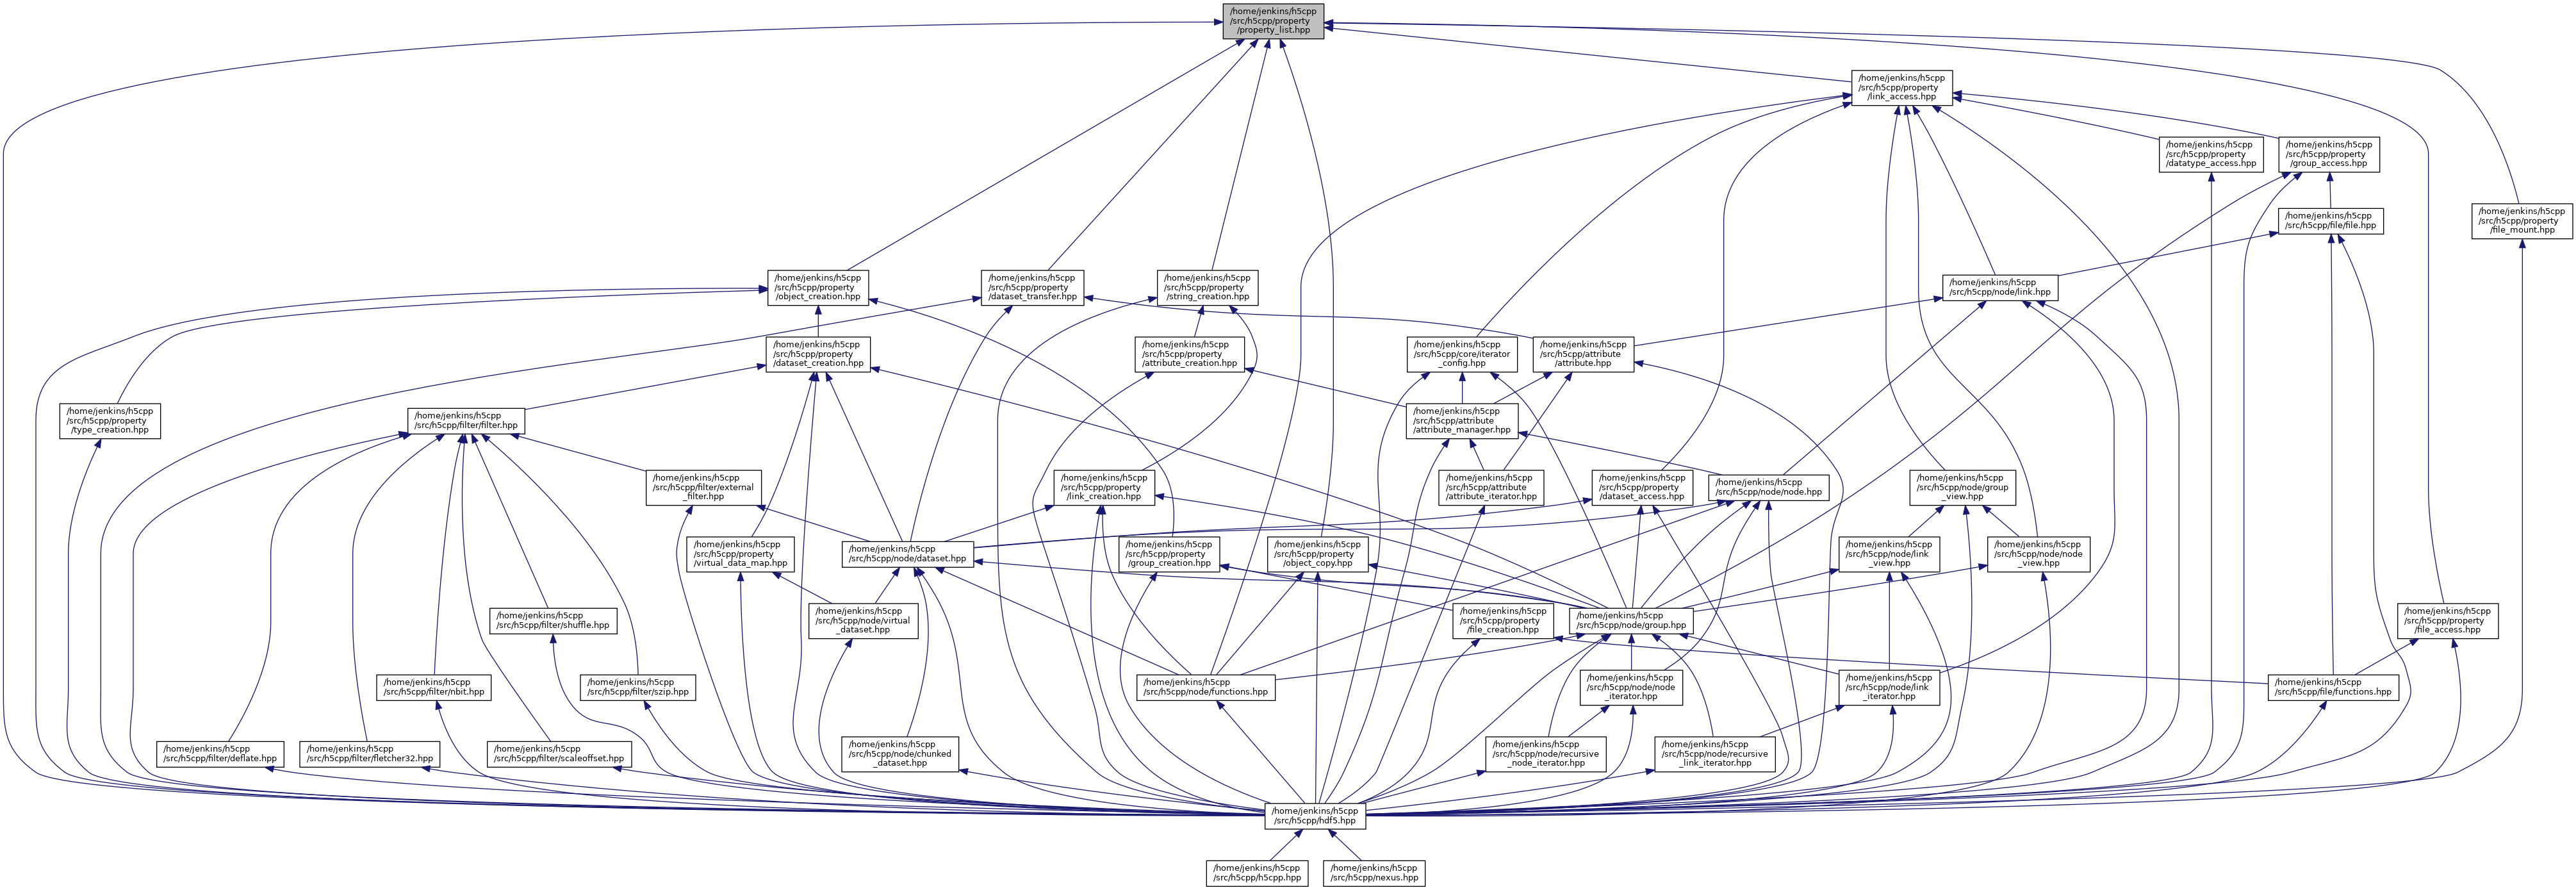 /home/jenkins/h5cpp
/src/h5cpp/property
/property_list.hpp
/home/jenkins/h5cpp
/src/h5cpp/property
/link_access.hpp
/home/jenkins/h5cpp
/src/h5cpp/property
/datatype_access.hpp
/home/jenkins/h5cpp
/src/h5cpp/property
/group_access.hpp
/home/jenkins/h5cpp
/src/h5cpp/file/file.hpp
/home/jenkins/h5cpp
/src/h5cpp/property
/file_mount.hpp
/home/jenkins/h5cpp
/src/h5cpp/property
/object_creation.hpp
/home/jenkins/h5cpp
/src/h5cpp/property
/dataset_transfer.hpp
/home/jenkins/h5cpp
/src/h5cpp/property
/string_creation.hpp
/home/jenkins/h5cpp
/src/h5cpp/node/link.hpp
/home/jenkins/h5cpp
/src/h5cpp/property
/dataset_creation.hpp
/home/jenkins/h5cpp
/src/h5cpp/property
/attribute_creation.hpp
/home/jenkins/h5cpp
/src/h5cpp/core/iterator
_config.hpp
/home/jenkins/h5cpp
/src/h5cpp/attribute
/attribute.hpp
/home/jenkins/h5cpp
/src/h5cpp/property
/type_creation.hpp
/home/jenkins/h5cpp
/src/h5cpp/filter/filter.hpp
/home/jenkins/h5cpp
/src/h5cpp/attribute
/attribute_manager.hpp
/home/jenkins/h5cpp
/src/h5cpp/filter/external
_filter.hpp
/home/jenkins/h5cpp
/src/h5cpp/property
/link_creation.hpp
/home/jenkins/h5cpp
/src/h5cpp/attribute
/attribute_iterator.hpp
/home/jenkins/h5cpp
/src/h5cpp/property
/dataset_access.hpp
/home/jenkins/h5cpp
/src/h5cpp/node/node.hpp
/home/jenkins/h5cpp
/src/h5cpp/node/group
_view.hpp
/home/jenkins/h5cpp
/src/h5cpp/property
/virtual_data_map.hpp
/home/jenkins/h5cpp
/src/h5cpp/node/dataset.hpp
/home/jenkins/h5cpp
/src/h5cpp/property
/group_creation.hpp
/home/jenkins/h5cpp
/src/h5cpp/property
/object_copy.hpp
/home/jenkins/h5cpp
/src/h5cpp/node/link
_view.hpp
/home/jenkins/h5cpp
/src/h5cpp/node/node
_view.hpp
/home/jenkins/h5cpp
/src/h5cpp/filter/shuffle.hpp
/home/jenkins/h5cpp
/src/h5cpp/node/virtual
_dataset.hpp
/home/jenkins/h5cpp
/src/h5cpp/property
/file_creation.hpp
/home/jenkins/h5cpp
/src/h5cpp/node/group.hpp
/home/jenkins/h5cpp
/src/h5cpp/property
/file_access.hpp
/home/jenkins/h5cpp
/src/h5cpp/filter/nbit.hpp
/home/jenkins/h5cpp
/src/h5cpp/filter/szip.hpp
/home/jenkins/h5cpp
/src/h5cpp/node/functions.hpp
/home/jenkins/h5cpp
/src/h5cpp/node/node
_iterator.hpp
/home/jenkins/h5cpp
/src/h5cpp/node/link
_iterator.hpp
/home/jenkins/h5cpp
/src/h5cpp/file/functions.hpp
/home/jenkins/h5cpp
/src/h5cpp/filter/deflate.hpp
/home/jenkins/h5cpp
/src/h5cpp/filter/fletcher32.hpp
/home/jenkins/h5cpp
/src/h5cpp/filter/scaleoffset.hpp
/home/jenkins/h5cpp
/src/h5cpp/node/chunked
_dataset.hpp
/home/jenkins/h5cpp
/src/h5cpp/node/recursive
_node_iterator.hpp
/home/jenkins/h5cpp
/src/h5cpp/node/recursive
_link_iterator.hpp
/home/jenkins/h5cpp
/src/h5cpp/hdf5.hpp
/home/jenkins/h5cpp
/src/h5cpp/h5cpp.hpp
/home/jenkins/h5cpp
/src/h5cpp/nexus.hpp